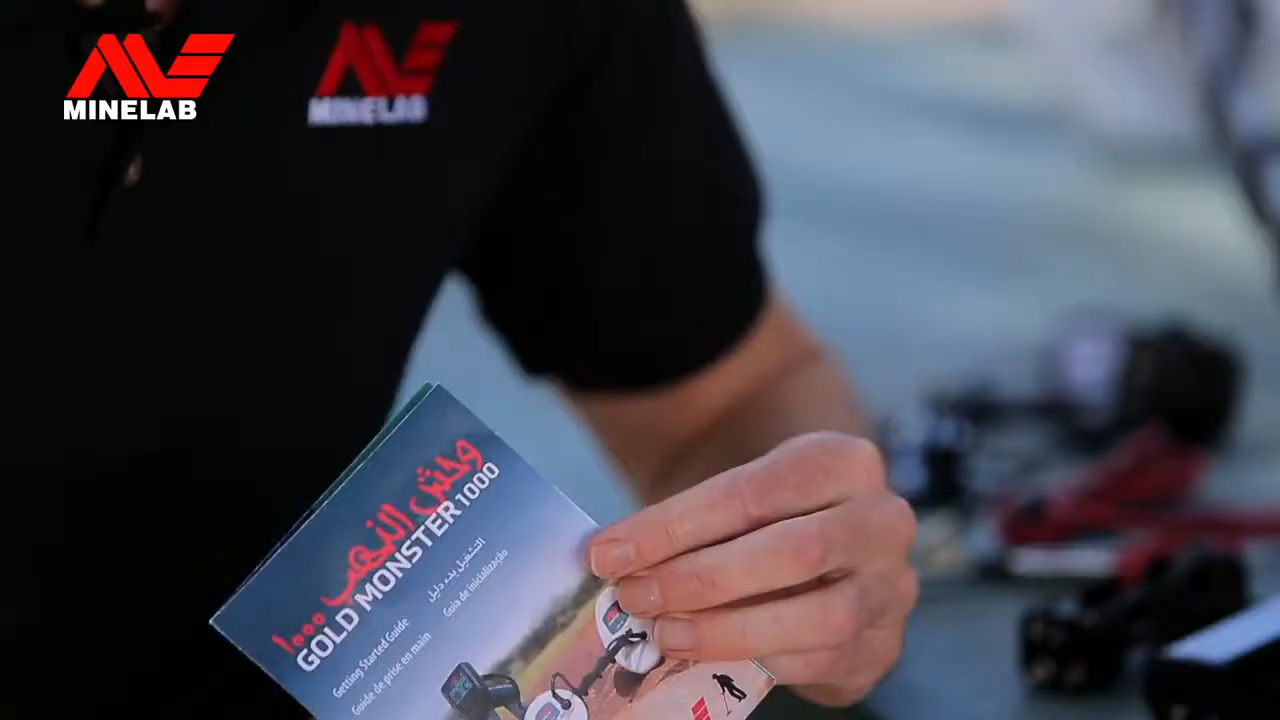 MINELAB
MINELAB
وحش الذهب ١٠٠٠
GOLD MONSTER 1000
Getting Started Guide
Guide de prise en main
التشغيل بدء دليل
Guia de inicialização